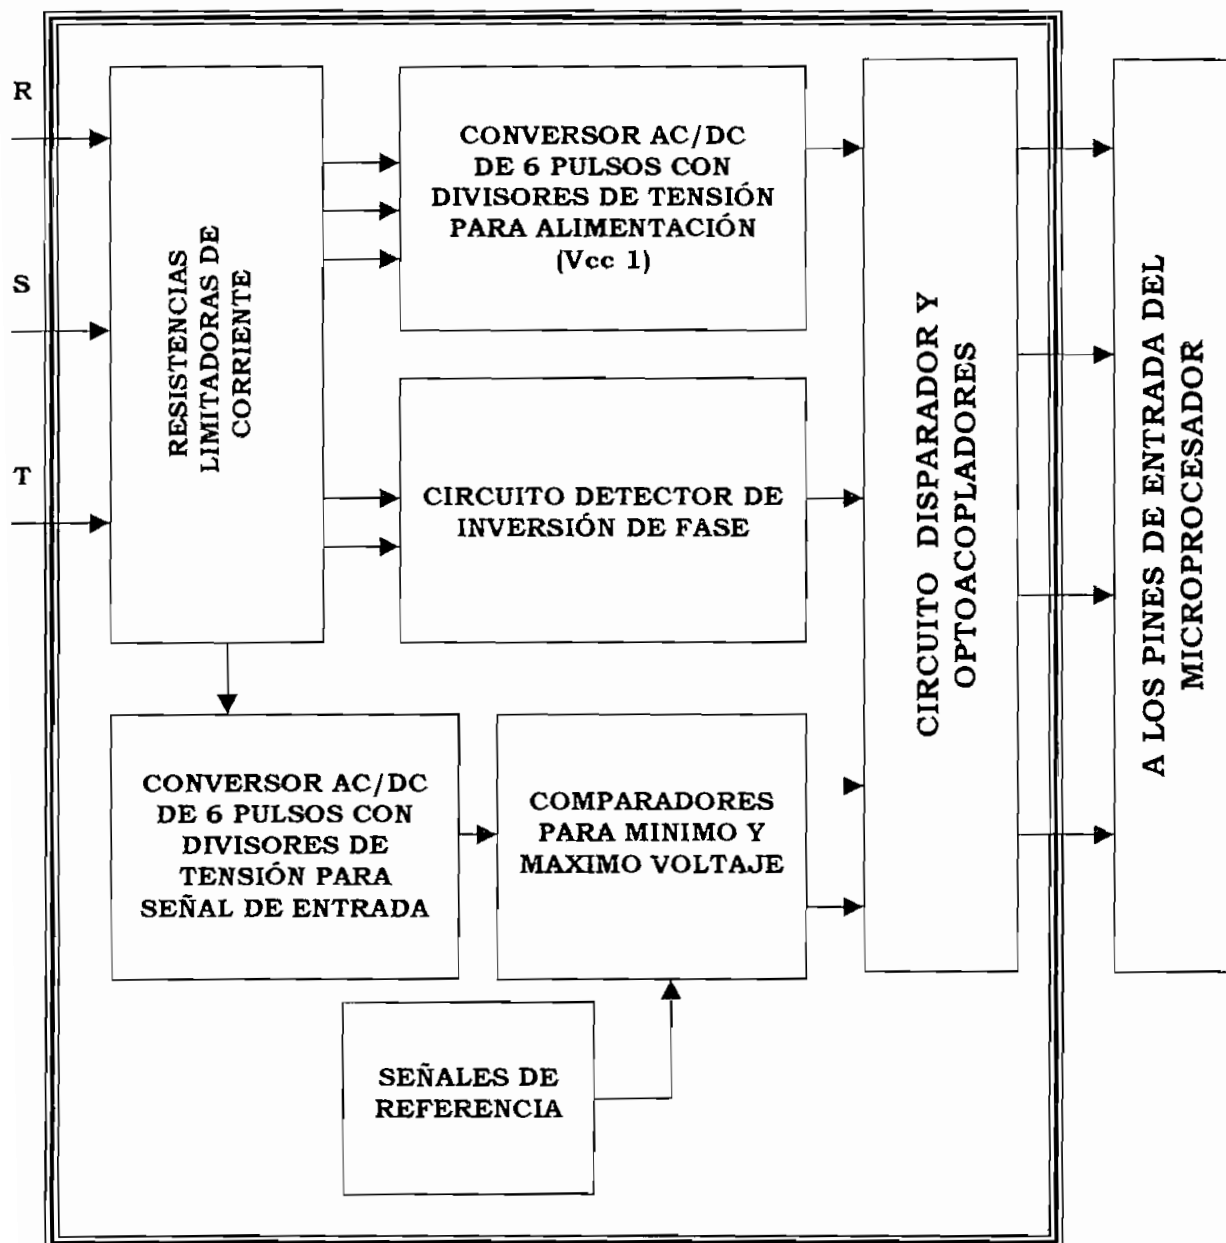 R
S
T
RESISTENCIAS
LIMITADORAS DE
CORRIENTE
CONVERSOR AC/DC
DE 6 PULSOS CON
DIVISORES DE TENSIÓN
PARA ALIMENTACIÓN
(Vcc 1)
CIRCUITO DETECTOR DE
INVERSIÓN DE FASE
CONVERSOR AC/DC
DE 6 PULSOS CON
DIVISORES DE
TENSIÓN PARA
SEÑAL DE ENTRADA
COMPARADORES
PARA MINIMO Y
MAXIMO VOLTAJE
SEÑALES DE
REFERENCIA
CIRCUITO DISPARADOR Y
OPTOACOPLADORES
A LOS PINES DE ENTRADA DEL
MICROPROCESADOR